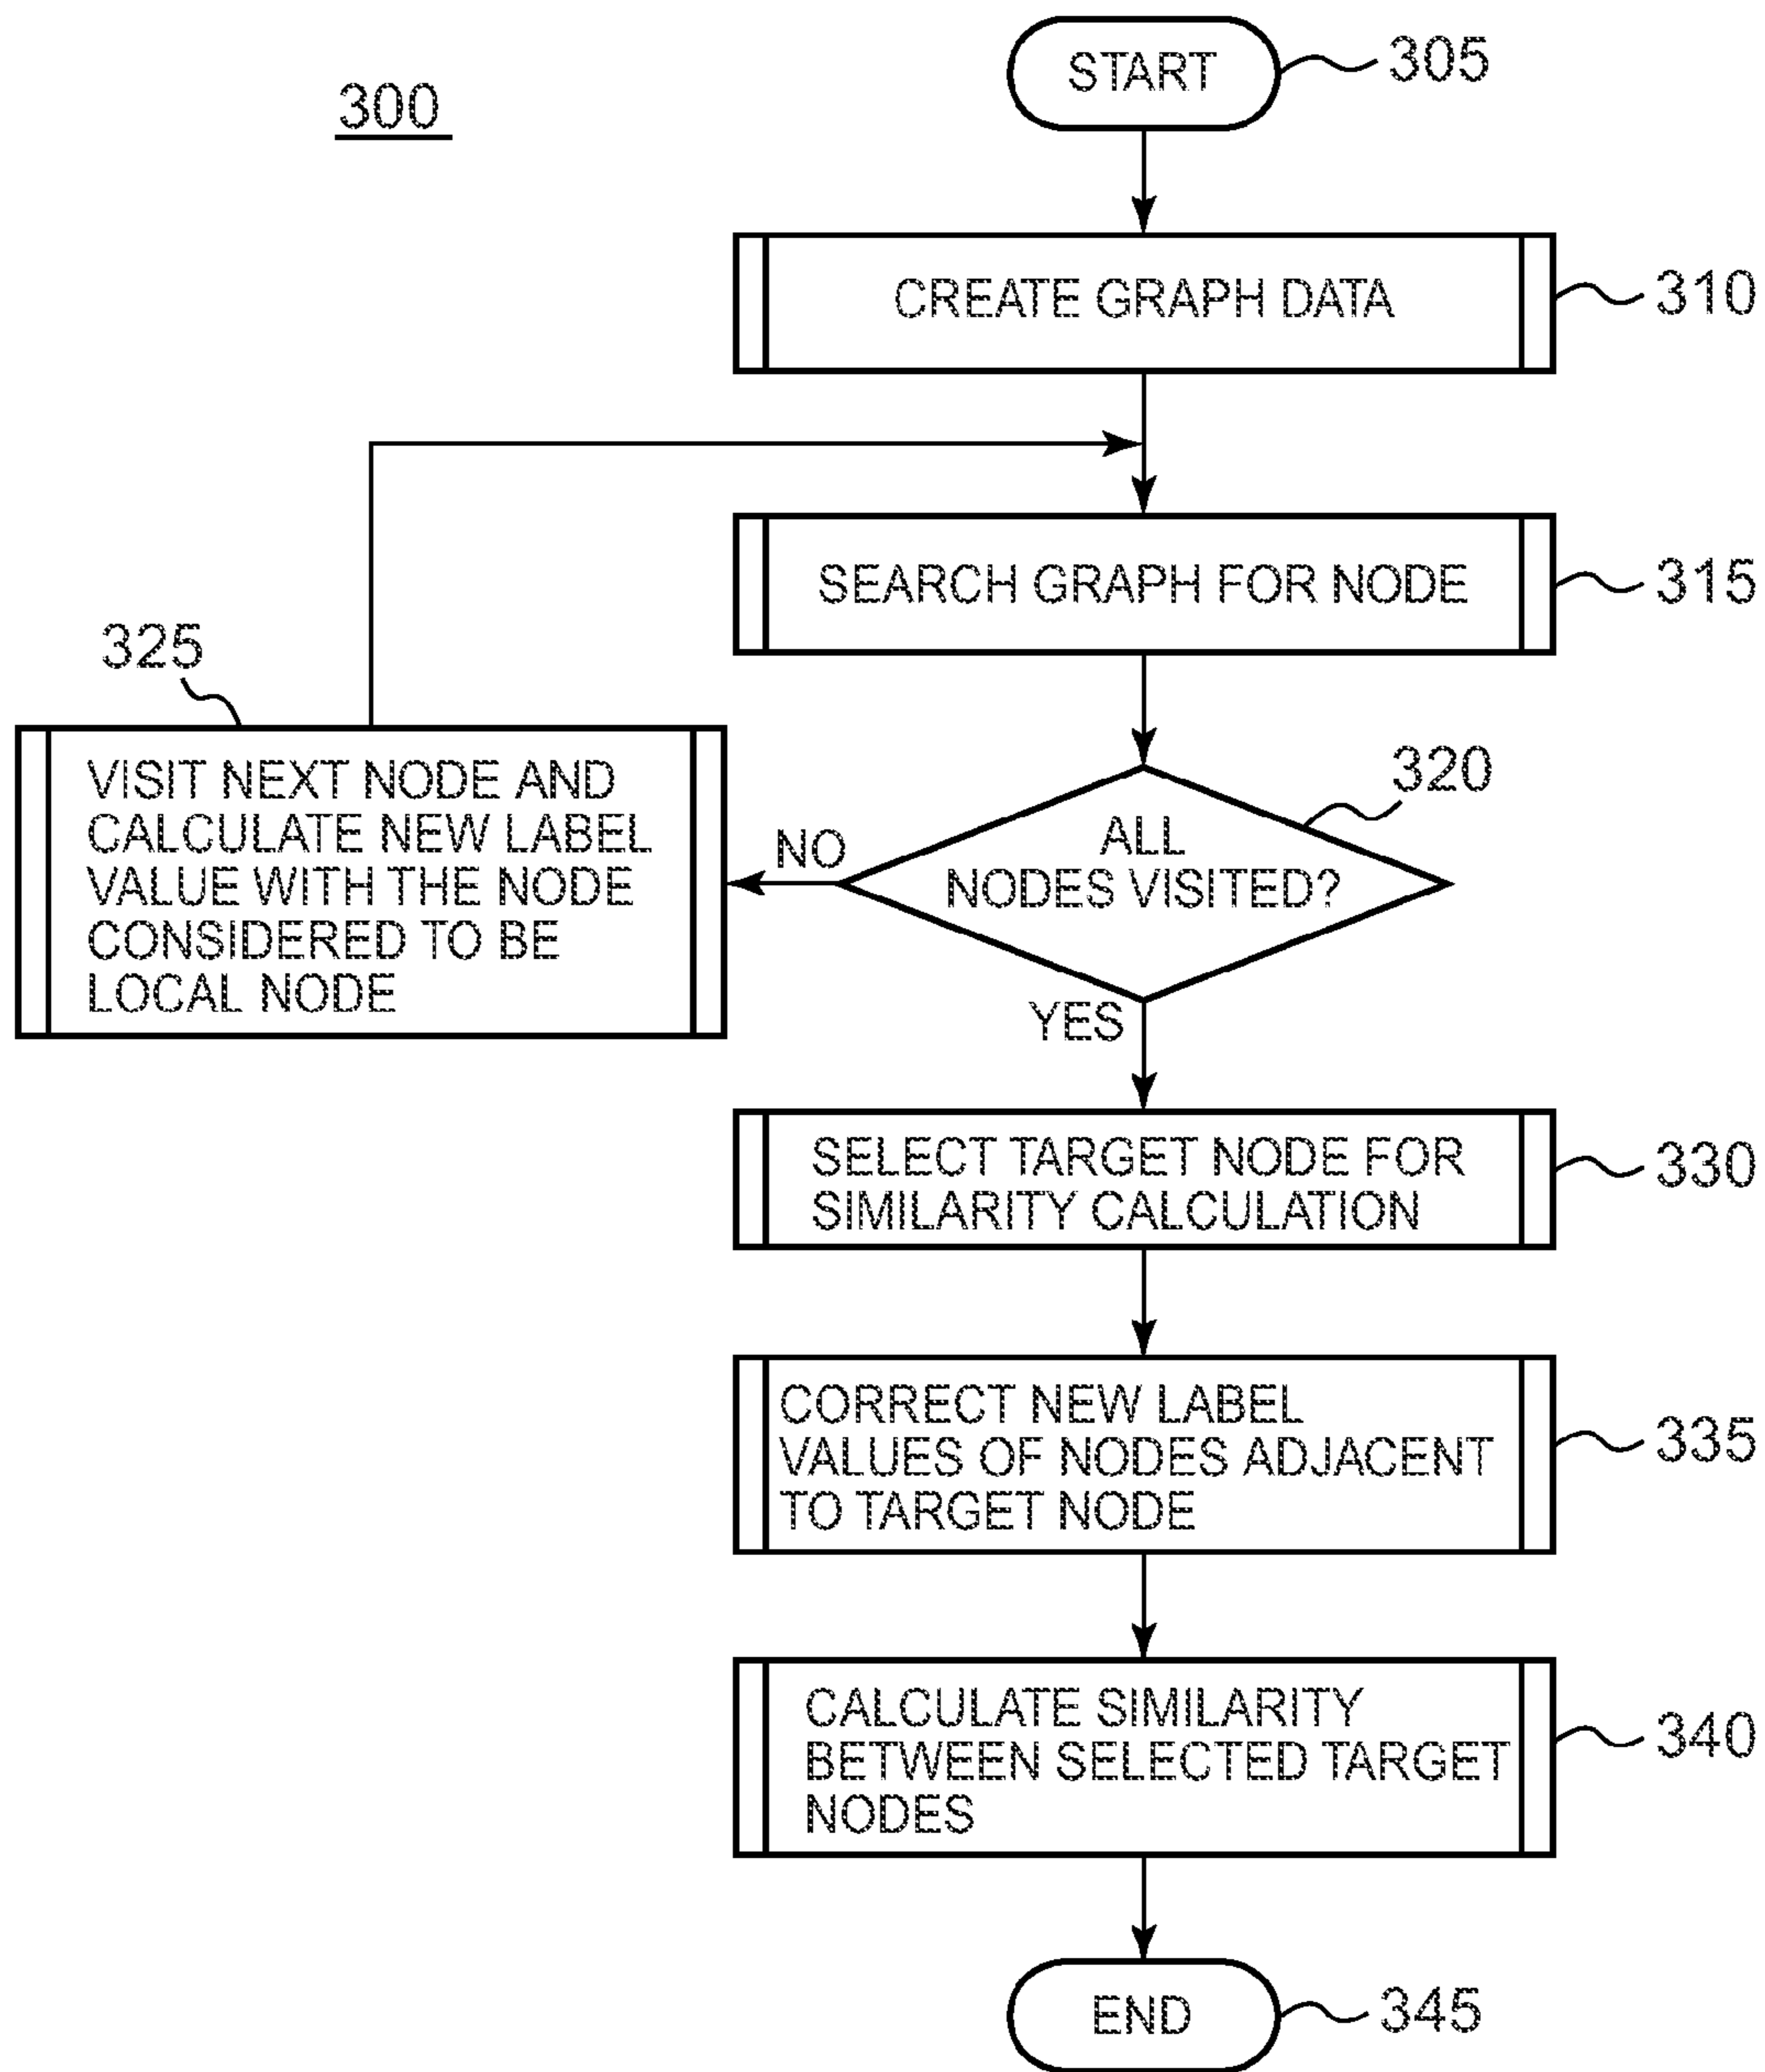 300
START
305
CREATE GRAPH DATA
310
SEARCH GRAPH FOR NODE
315
325
VISIT NEXT NODE AND
CALCULATE NEW LABEL
VALUE WITH THE NODE
CONSIDERED TO BE
LOCAL NODE
NO
ALL
NODES VISITED?
320
YES
SELECT TARGET NODE FOR
SIMILARITY CALCULATION
330
CORRECT NEW LABEL
VALUES OF NODES ADJACENT
TO TARGET NODE
335
CALCULATE SIMILARITY
BETWEEN SELECTED TARGET
NODES
340
END
345